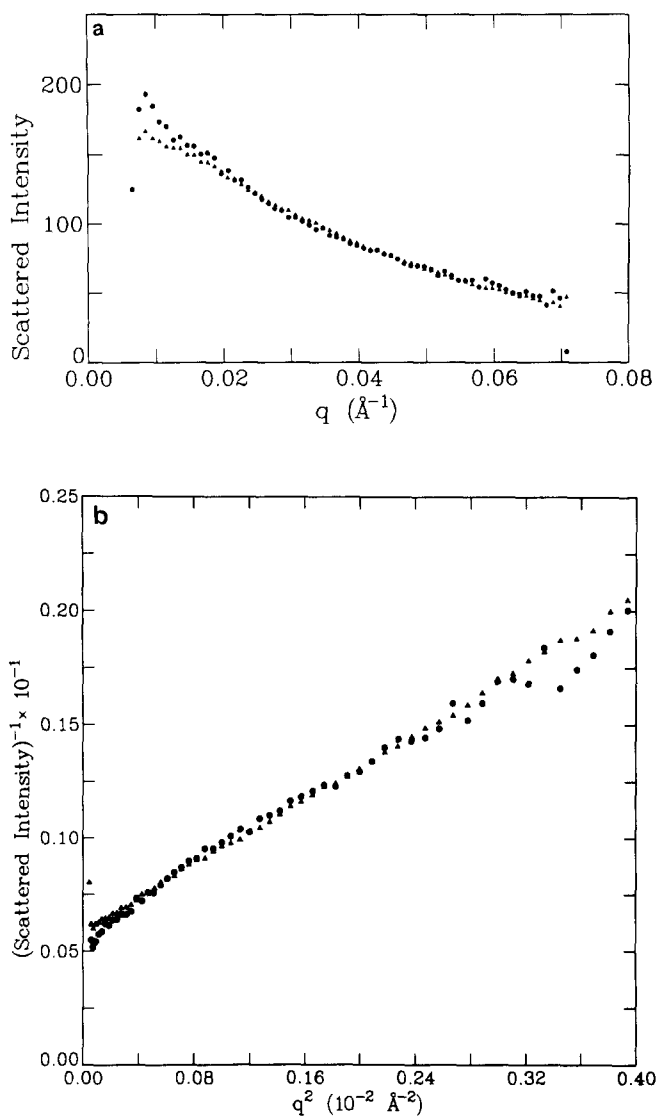 a
200
100
0
Scattered Intensity
0.00 0.02 0.04 0.06 0.08
q (Å⁻¹)
b
0.25
0.20
0.15
0.10
0.05
0.00
(Scattered Intensity)⁻¹ × 10⁻¹
0.00 0.08 0.16 0.24 0.32 0.40
q² (10⁻² Å⁻²)